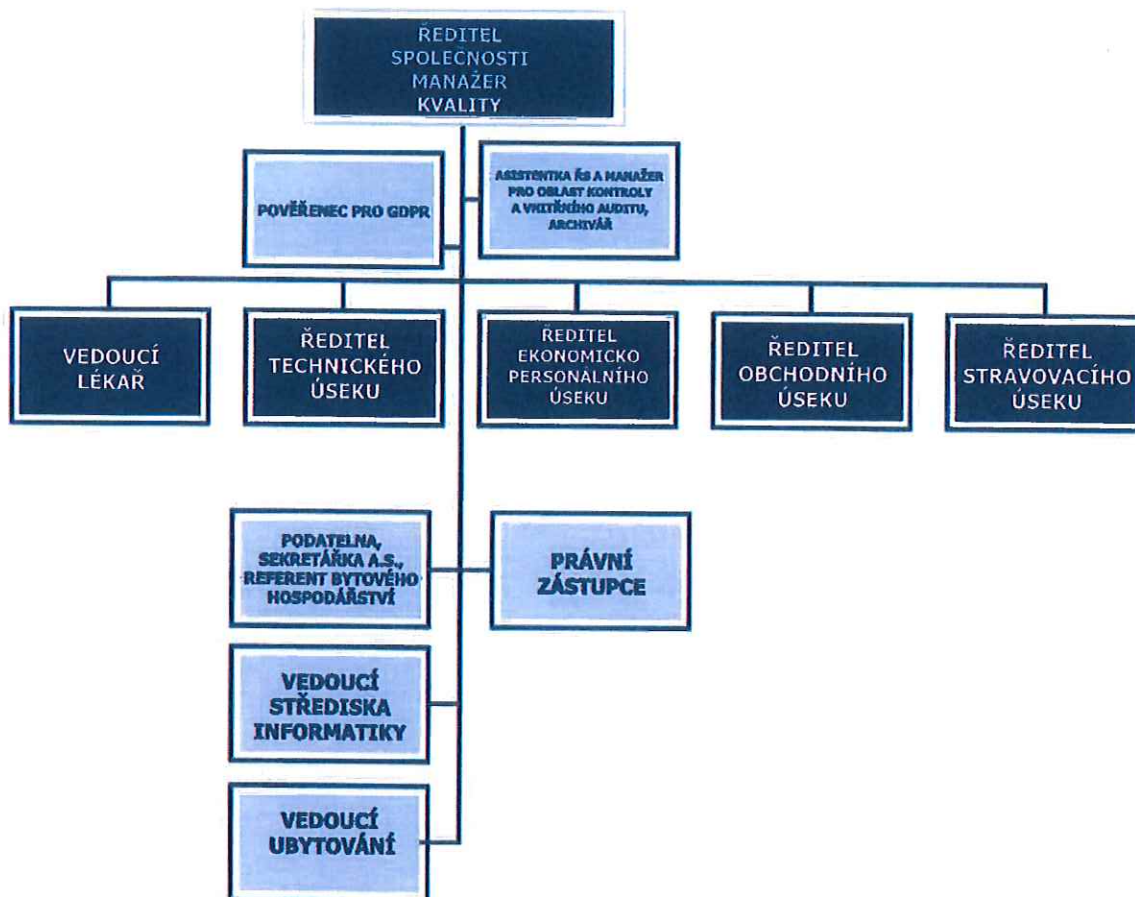 ŘEDITEL
SPOLEČNOSTI
MANAŽER
KVALITY
POVĚŘENEC PRO GDPR
ASISTENTKA ŘS A MANAŽER
PRO OBLAST KONTROLY
A VNITŘNÍHO AUDITU,
ARCHIVÁŘ
VEDOUCÍ
LÉKAŘ
ŘEDITEL
TECHNICKÉHO
ÚSEKU
ŘEDITEL
EKONOMICKO
PERSONÁLNÍHO
ÚSEKU
ŘEDITEL
OBCHODNÍHO
ÚSEKU
ŘEDITEL
STRAVOVACÍHO
ÚSEKU
PODATELNA,
SEKRETÁŘKA A.S.,
REFERENT BYTOVÉHO
HOSPODÁŘSTVÍ
PRÁVNÍ
ZÁSTUPCE
VEDOUCÍ
STŘEDISKA
INFORMATIKY
VEDOUCÍ
UBYTOVÁNÍ